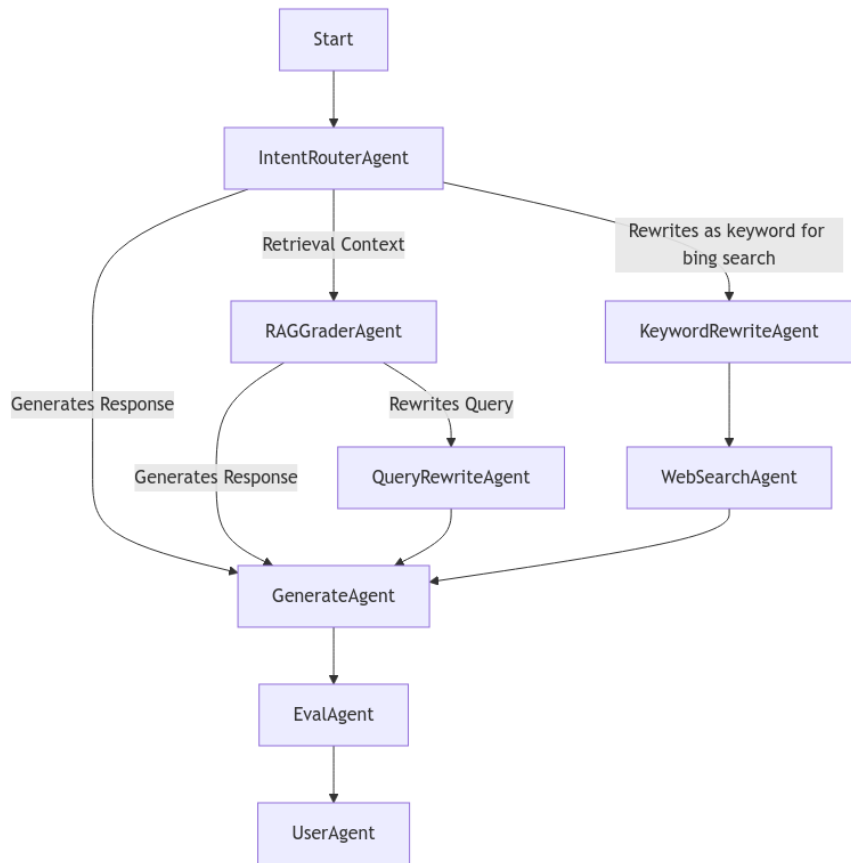 Start
IntentRouterAgent
Retrieval Context
Rewrites as keyword for
bing search
RAGGraderAgent
KeywordRewriteAgent
Generates Response
Rewrites Query
Generates Response
QueryRewriteAgent
WebSearchAgent
GenerateAgent
EvalAgent
UserAgent